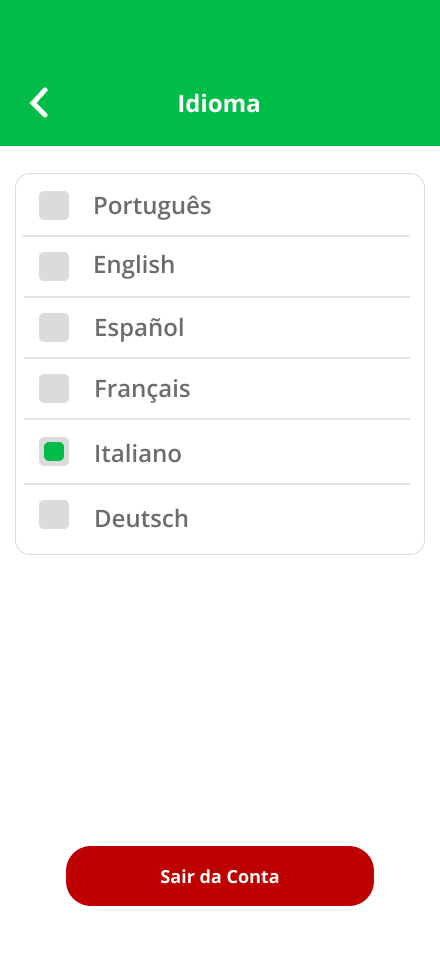 Idioma
Português
English
Español
Français
Italiano
Deutsch
Sair da Conta